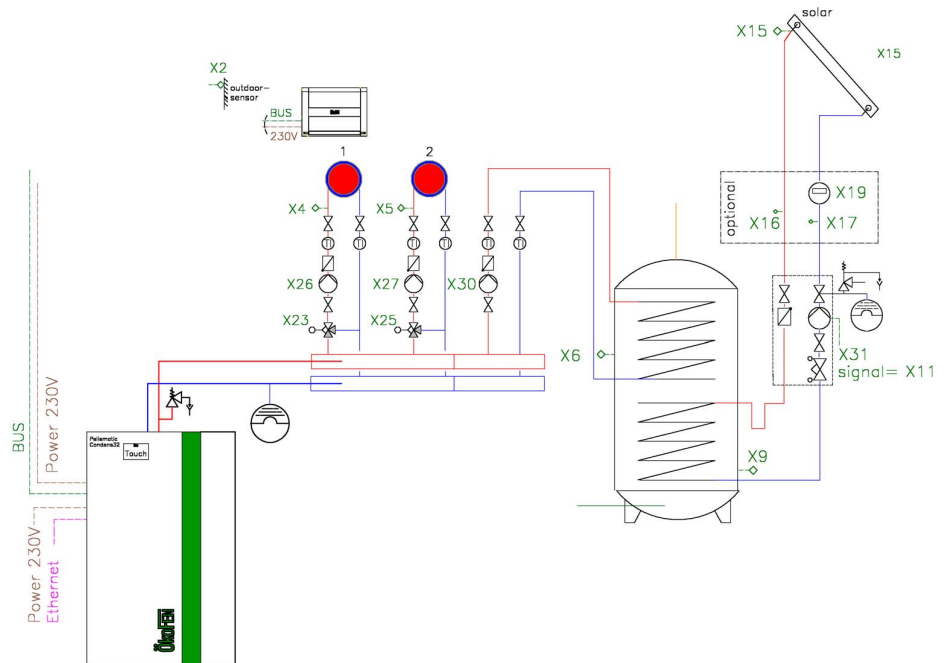 solar
X15
X15
X2
outdoor-
sensor
BUS
230V
1
2
optional
X19
X4
X5
X16
X17
X26
X27
X30
X23
X25
X6
X31
signal= X11
BUS
Power 230V
Pellematic
Condens32
Touch
X9
Power 230V
Ethernet
ÖkoFEN